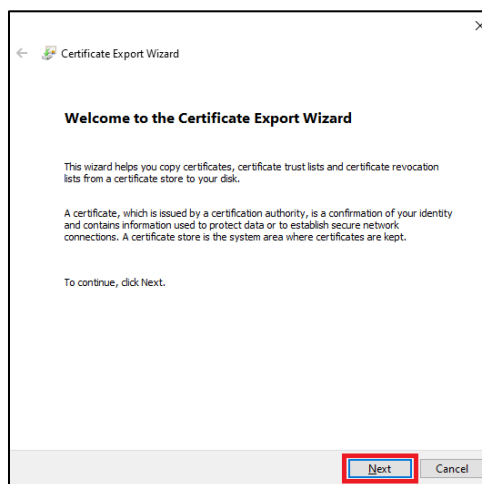 Certificate Export Wizard
Welcome to the Certificate Export Wizard
This wizard helps you copy certificates, certificate trust lists and certificate revocation
lists from a certificate store to your disk.
A certificate, which is issued by a certification authority, is a confirmation of your identity
and contains information used to protect data or to establish secure network
connections. A certificate store is the system area where certificates are kept.
To continue, click Next.
Next Cancel